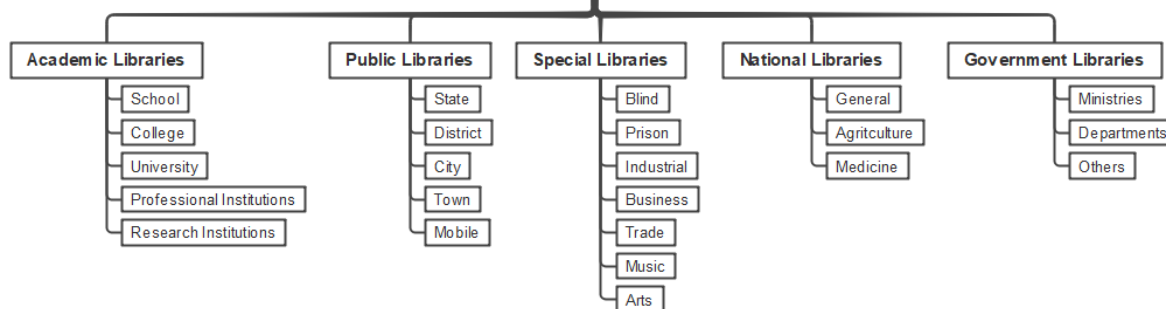 Academic Libraries
School
College
University
Professional Institutions
Research Institutions
Public Libraries
State
District
City
Town
Mobile
Special Libraries
Blind
Prison
Industrial
Business
Trade
Music
Arts
National Libraries
General
Agritculture
Medicine
Government Libraries
Ministries
Departments
Others